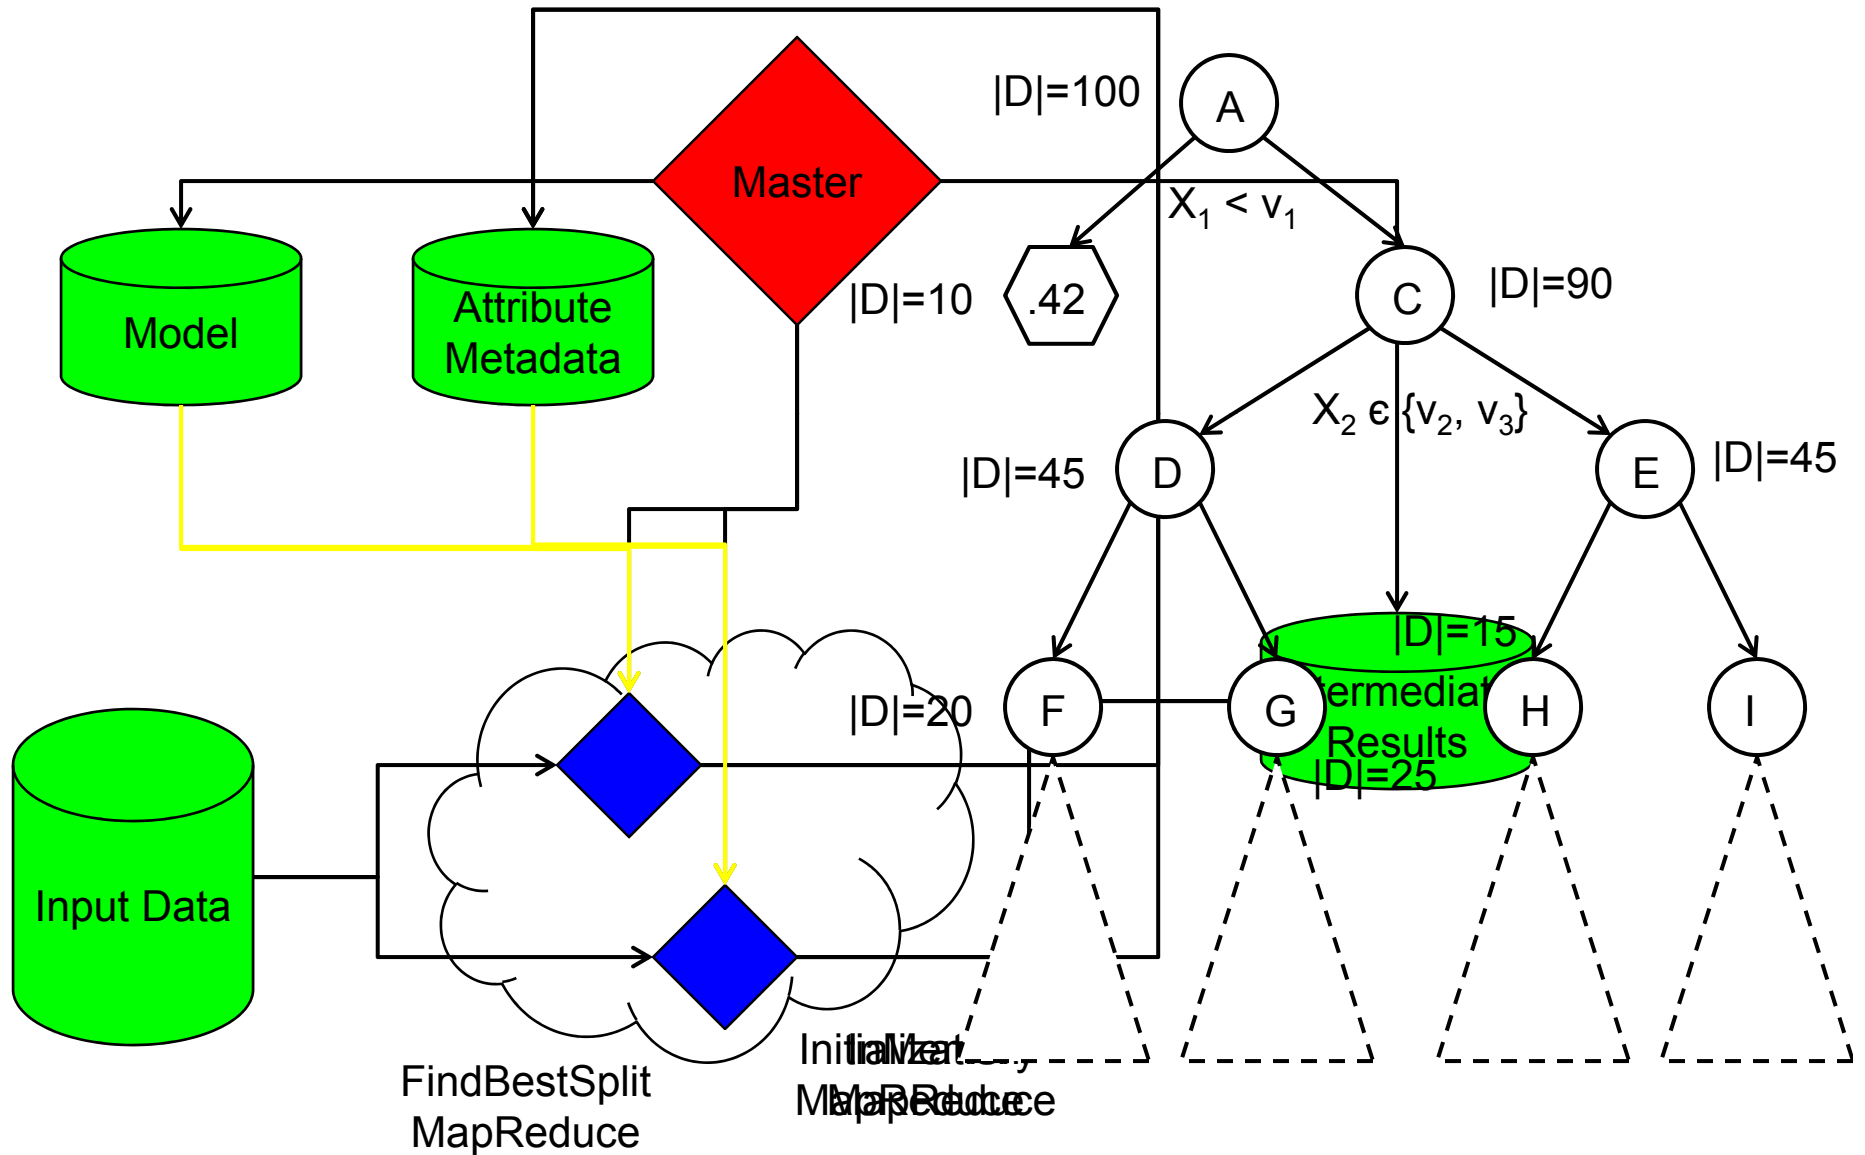 |D|=100
A
Master
X₁ < v₁
|D|=10
.42
C
|D|=90
Model
Attribute
Metadata
X₂ є {v₂, v₃}
|D|=45
D
E
|D|=45
|D|=15
|D|=20
F
G
H
I
Results
|D|=25
Input Data
FindBestSplit
MapReduce
MapReduce